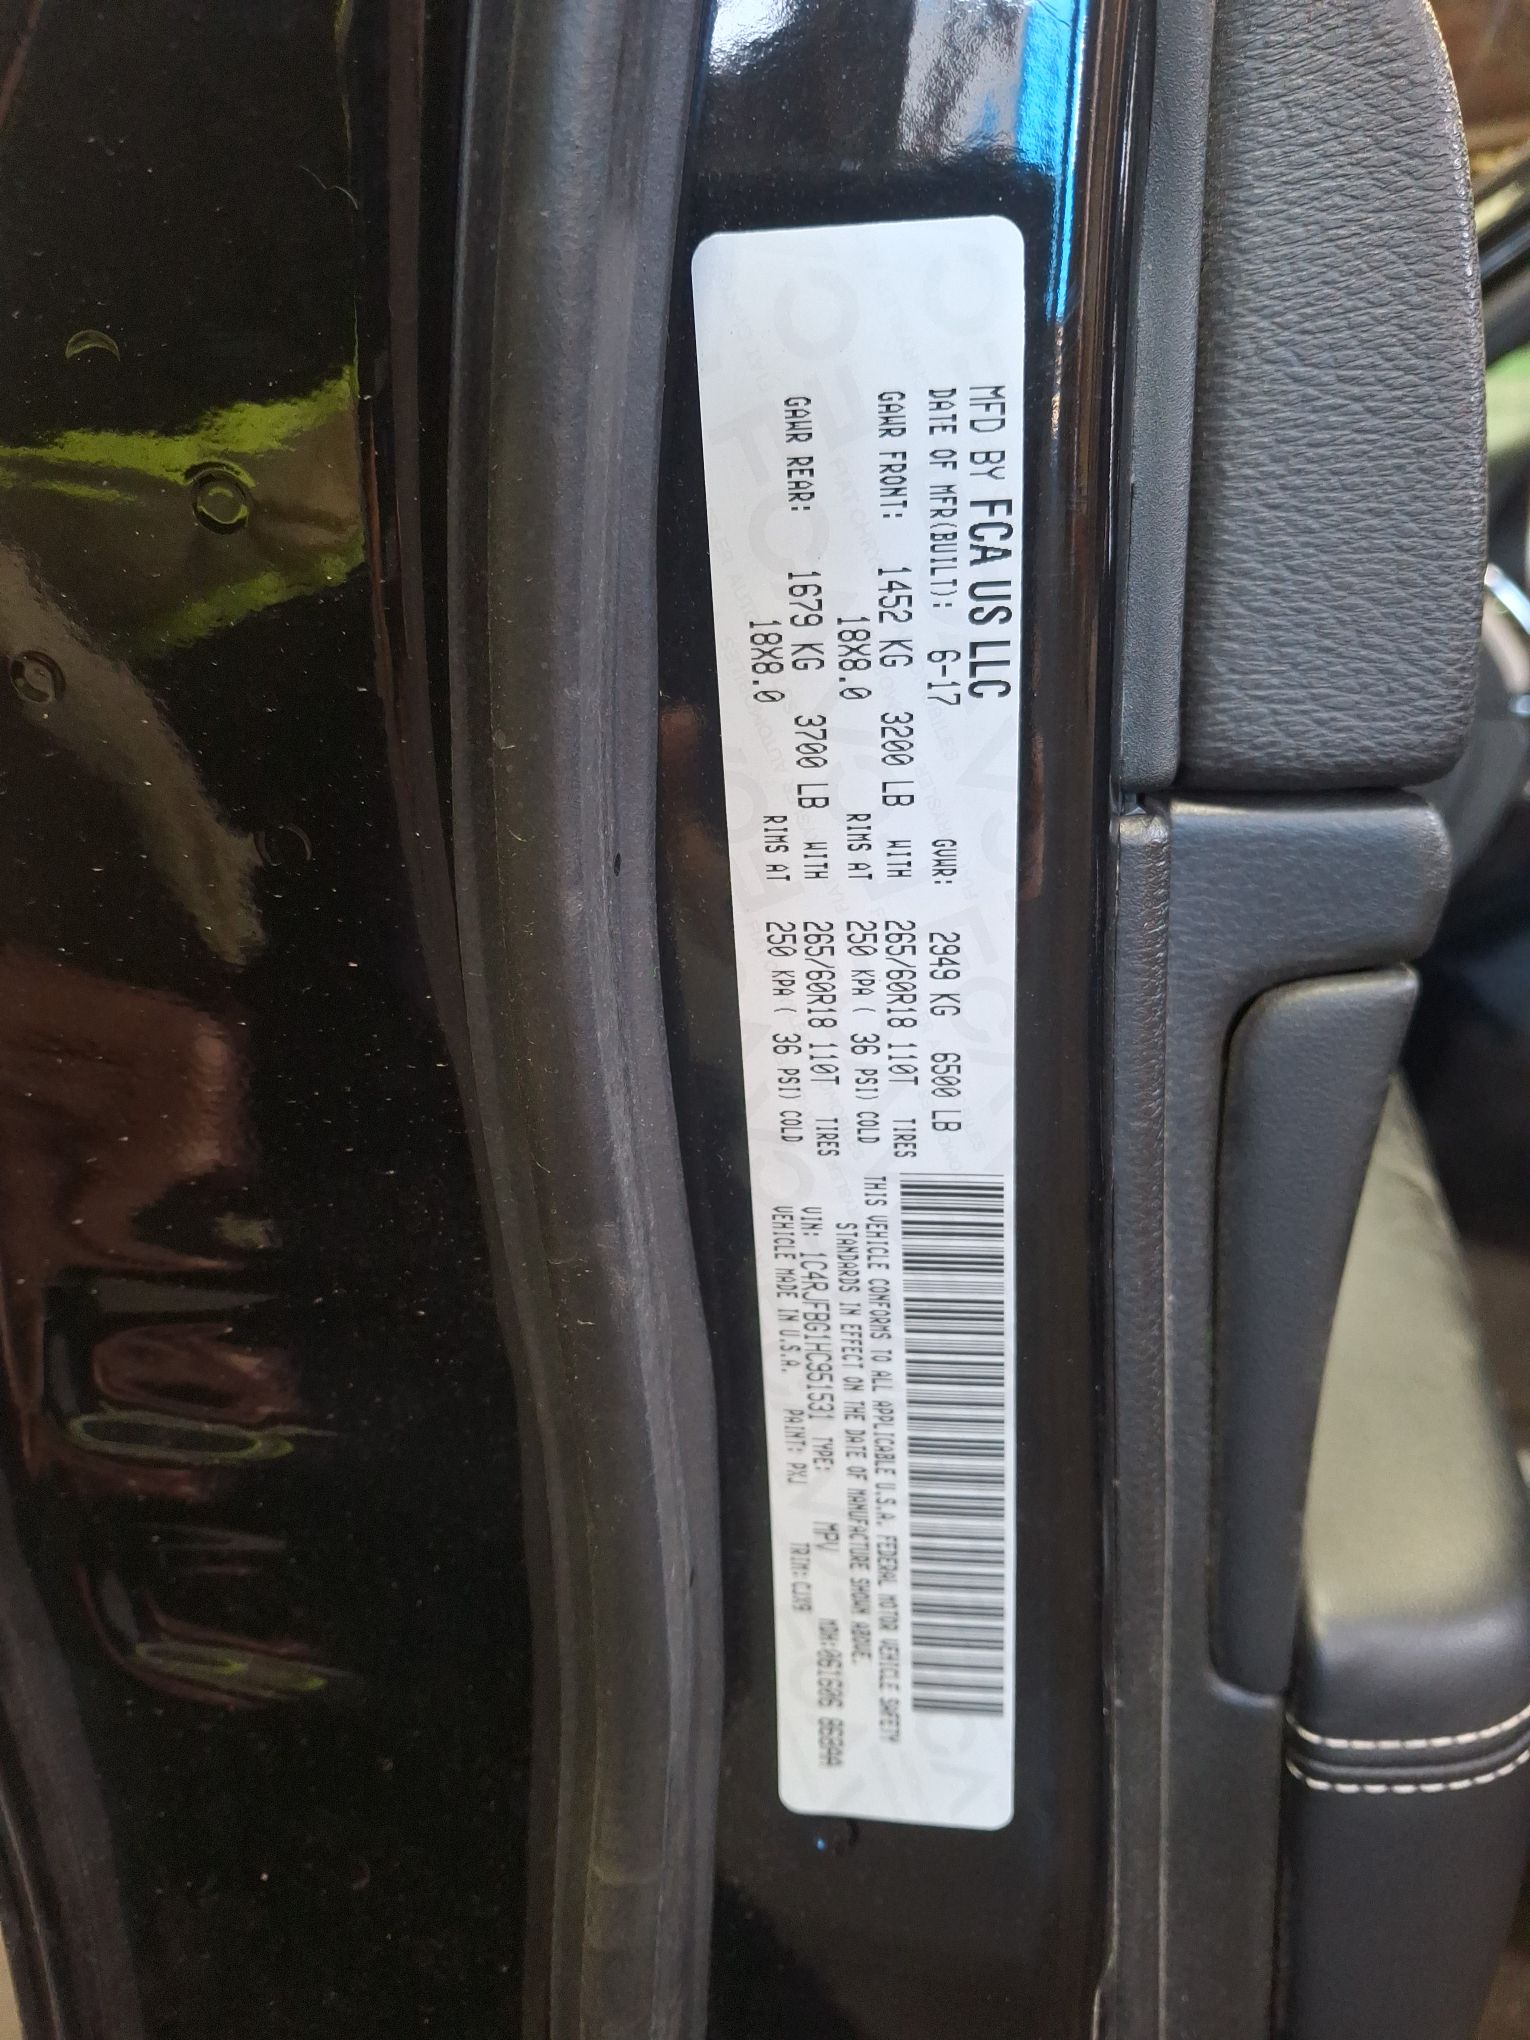 MFD BY FCA US LLC
DATE OF MFR(BUILT): 6-17 GVWR: 2949 KG 6500 LB
GAWR FRONT: 1452 KG 3200 LB WITH 265/60R18 110T TIRES
18X8.0 RIMS AT 250 KPA ( 36 PSI) COLD
GAWR REAR: 1679 KG 3700 LB WITH 265/60R18 110T TIRES
18X8.0 RIMS AT 250 KPA ( 36 PSI) COLD
THIS VEHICLE CONFORMS TO ALL APPLICABLE U.S.A. FEDERAL MOTOR VEHICLE SAFETY
STANDARDS IN EFFECT ON THE DATE OF MANUFACTURE SHOWN ABOVE.
VIN: 1C4RJFBG1HC951531 TYPE: MPV MDH:061606 868AA
VEHICLE MADE IN U.S.A. PAINT: PXJ TRIM:CJX9